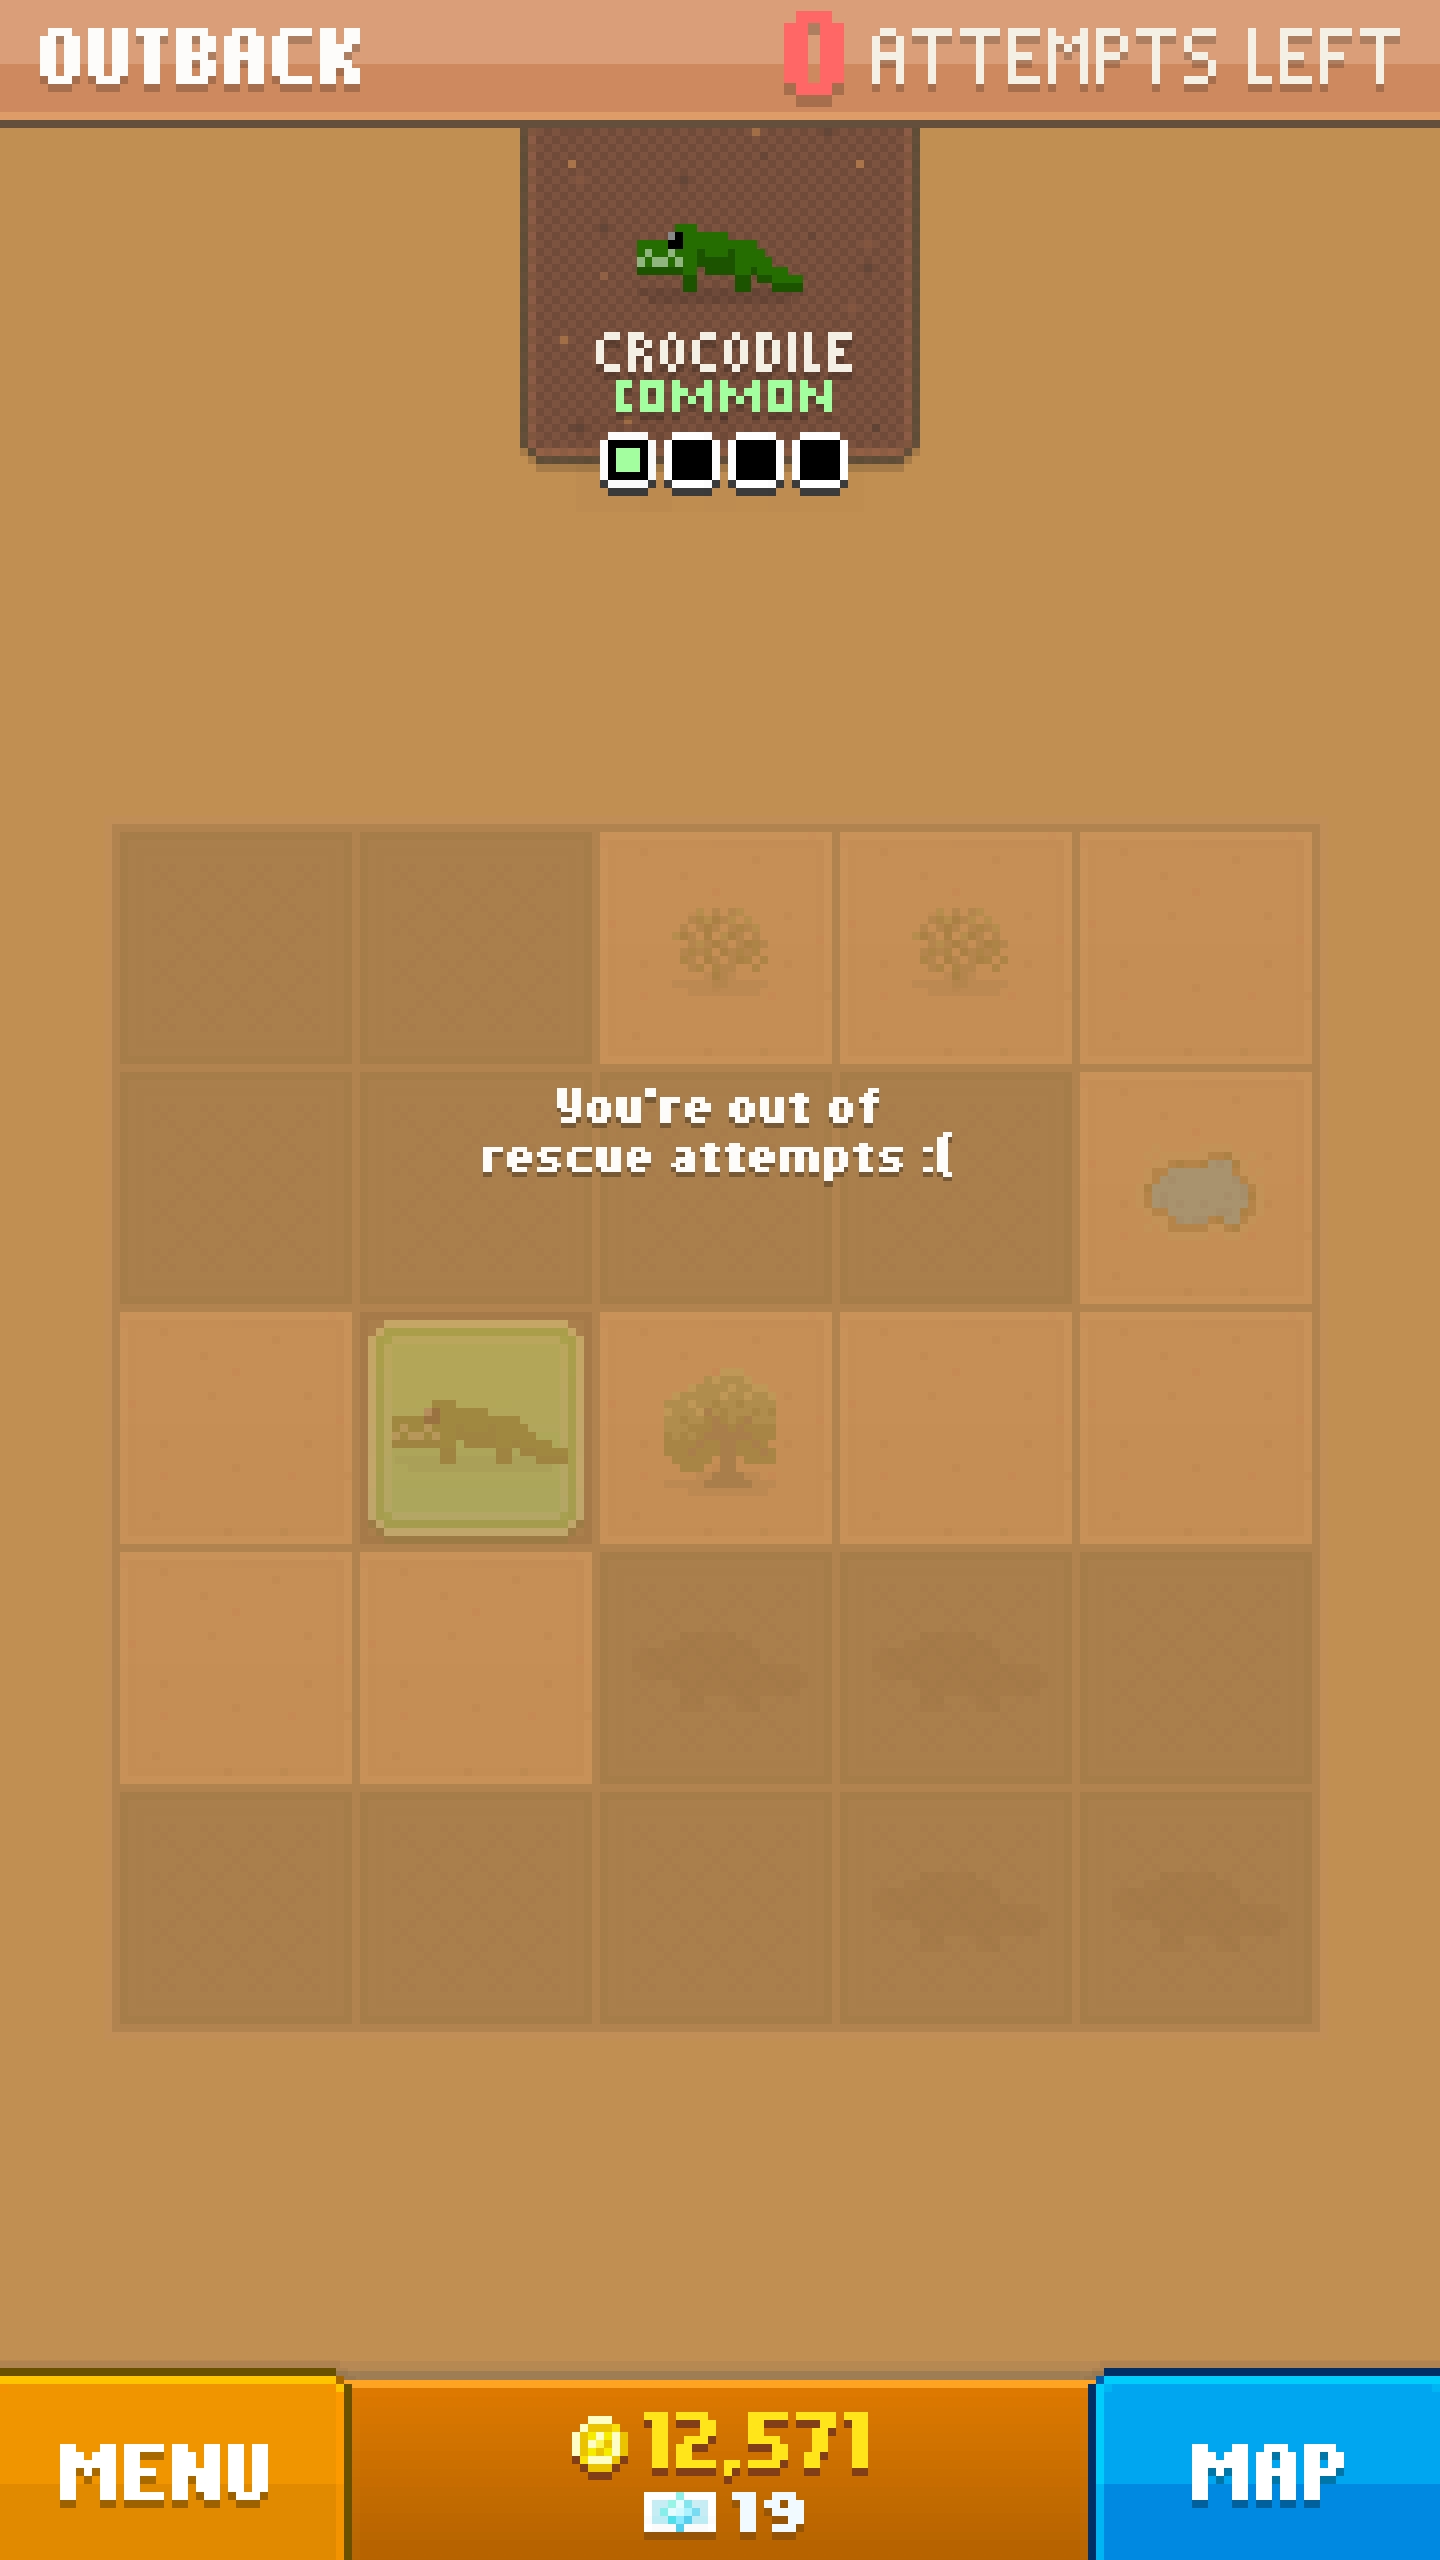 OUTBACK
0 ATTEMPTS LEFT
CROCODILE
COMMON
You're out of
rescue attempts :(
12,571
19
MENU
MAP